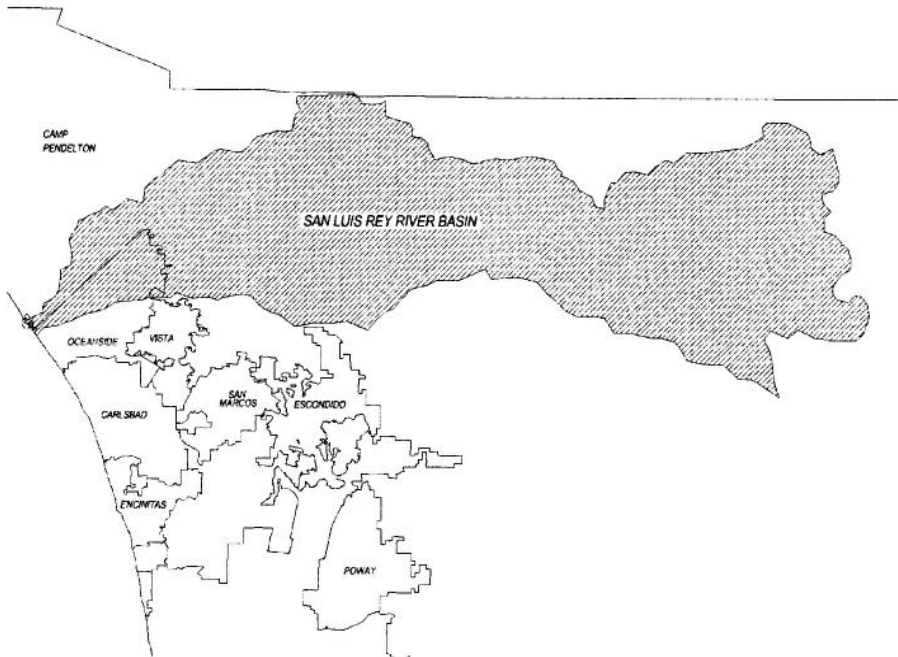 CAMP
PENDELTON
SAN LUIS REY RIVER BASIN
OCEANSIDE
VISTA
SAN
MARCOS
ESCONDIDO
CARLSBAD
ENCINITAS
POWAY